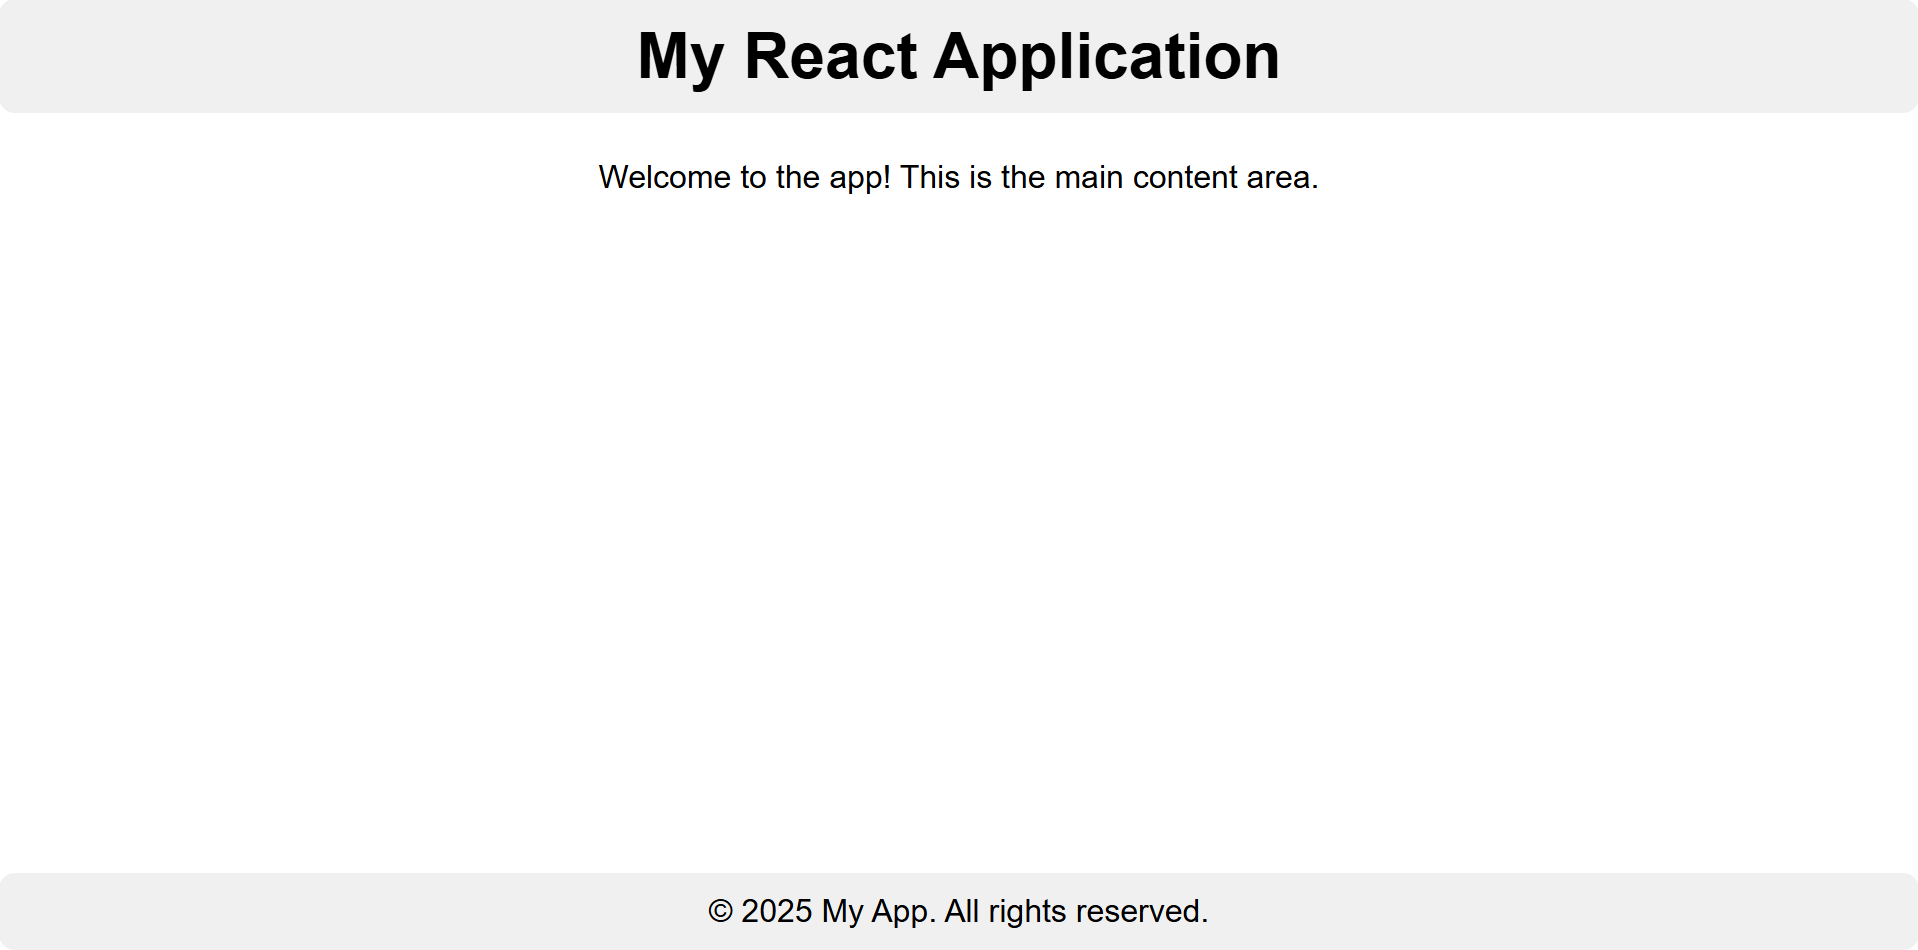 My React Application
Welcome to the app! This is the main content area.
© 2025 My App. All rights reserved.